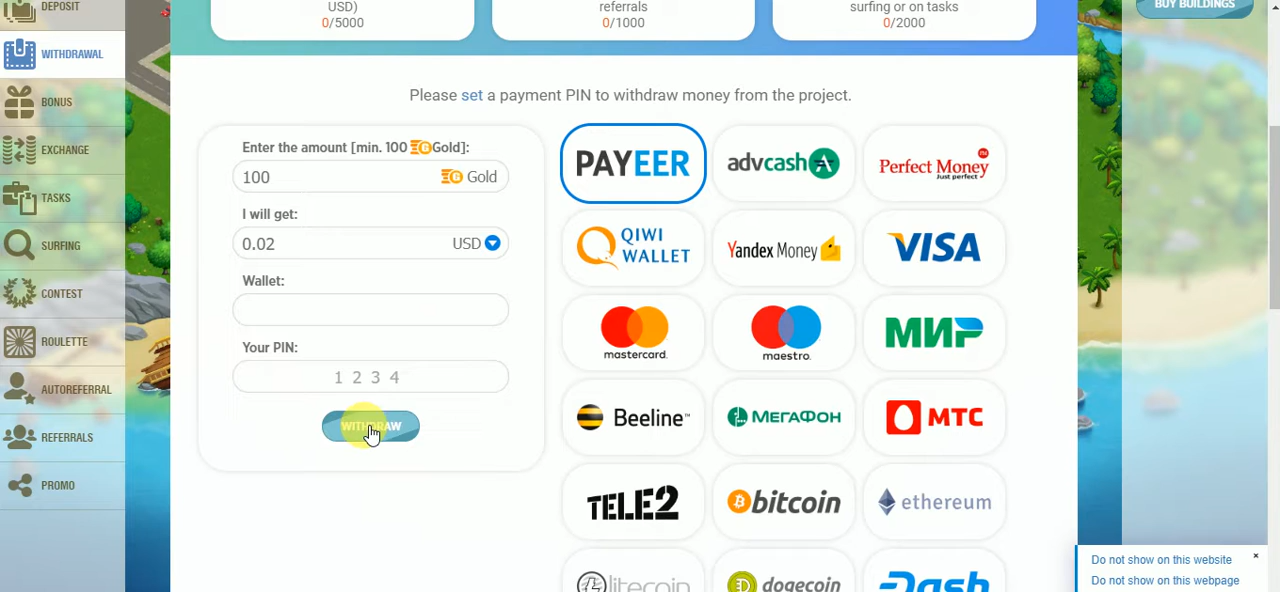 DEPOSIT
WITHDRAWAL
BONUS
EXCHANGE
TASKS
SURFING
CONTEST
ROULETTE
AUTOREFERRAL
REFERRALS
PROMO
USD)
0/5000
referrals
0/1000
surfing or on tasks
0/2000
BUY BUILDINGS
Please set a payment PIN to withdraw money from the project.
Enter the amount [min. 100 G Gold]:
100 G Gold
I will get:
0.02 USD
Wallet:
Your PIN:
1 2 3 4
WITHDRAW
PAYEER
advcash
Perfect Money PM
Just perfect
QIWI
WALLET
Yandex Money
VISA
mastercard.
maestro.
МИР
Beeline™
МЕГАФОН
МТС
TELE2
bitcoin
ethereum
litecoin
dogecoin
Dash
Do not show on this website
Do not show on this webpage